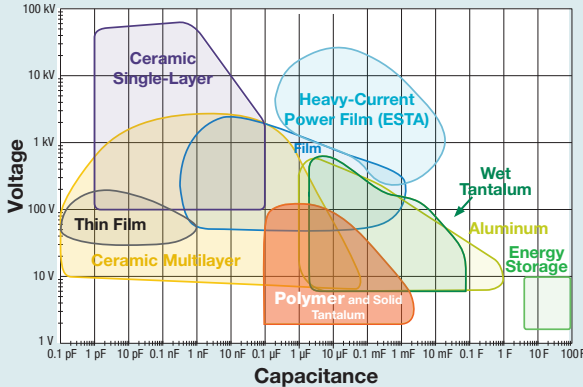 100 kV
10 kV
1 kV
100 V
10 V
1 V
Voltage
Ceramic
Single-Layer
Heavy-Current
Power Film (ESTA)
Film
Wet
Tantalum
Thin Film
Aluminum
Ceramic Multilayer
Energy
Storage
Polymer and Solid
Tantalum
0.1 pF 1 pF 10 pF 0.1 nF 1 nF 10 nF 0.1 µF 1 µF 10 µF 0.1 mF 1 mF 10 mF 0.1 F 1 F 10 F 100F
Capacitance